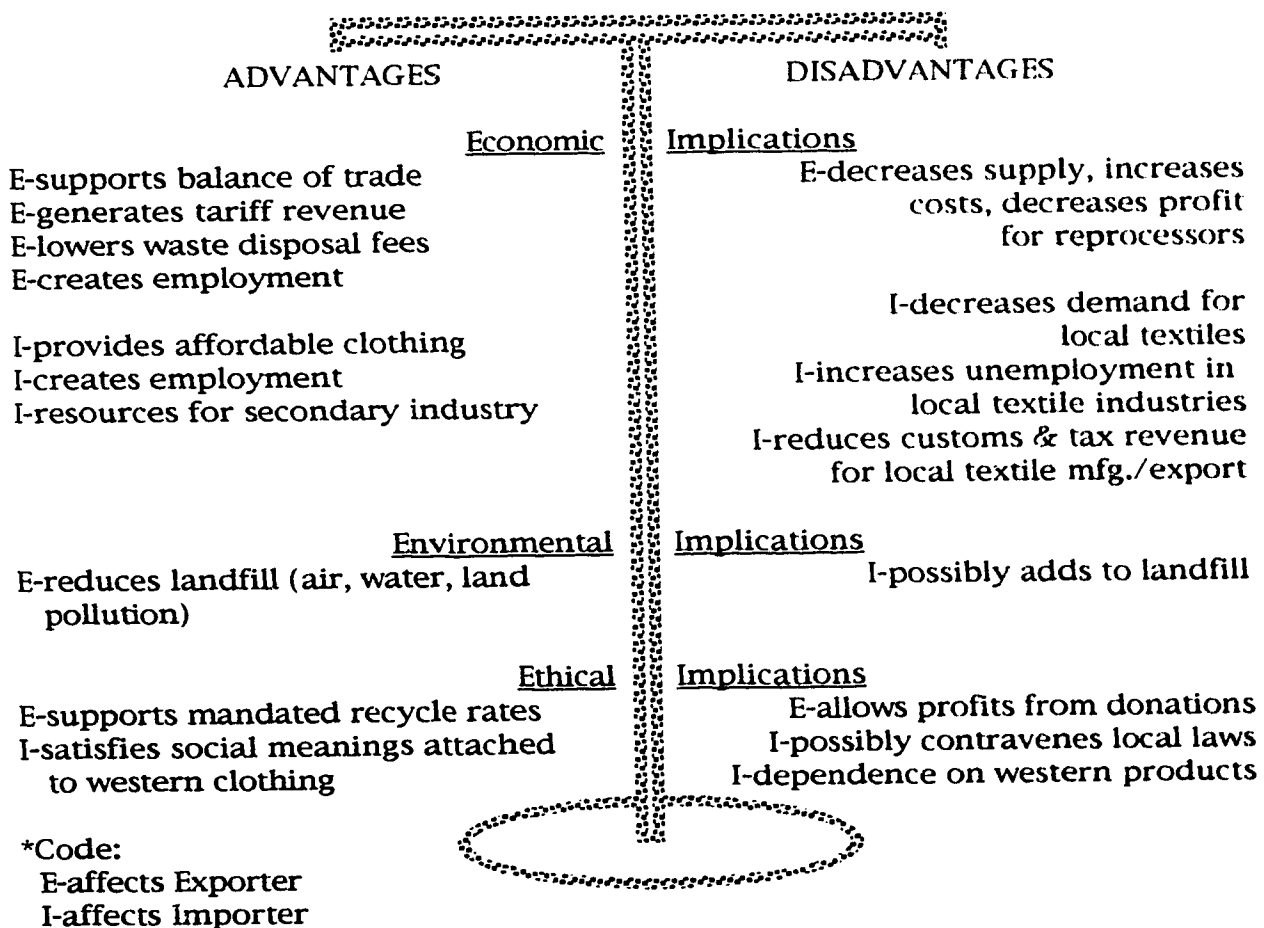 ADVANTAGES
DISADVANTAGES
Economic Implications
E-supports balance of trade
E-generates tariff revenue
E-lowers waste disposal fees
E-creates employment
I-provides affordable clothing
I-creates employment
I-resources for secondary industry
E-decreases supply, increases
costs, decreases profit
for reprocessors
I-decreases demand for
local textiles
I-increases unemployment in
local textile industries
I-reduces customs & tax revenue
for local textile mfg./export
Environmental Implications
E-reduces landfill (air, water, land
pollution)
I-possibly adds to landfill
Ethical Implications
E-supports mandated recycle rates
I-satisfies social meanings attached
to western clothing
E-allows profits from donations
I-possibly contravenes local laws
I-dependence on western products
*Code:
E-affects Exporter
I-affects Importer